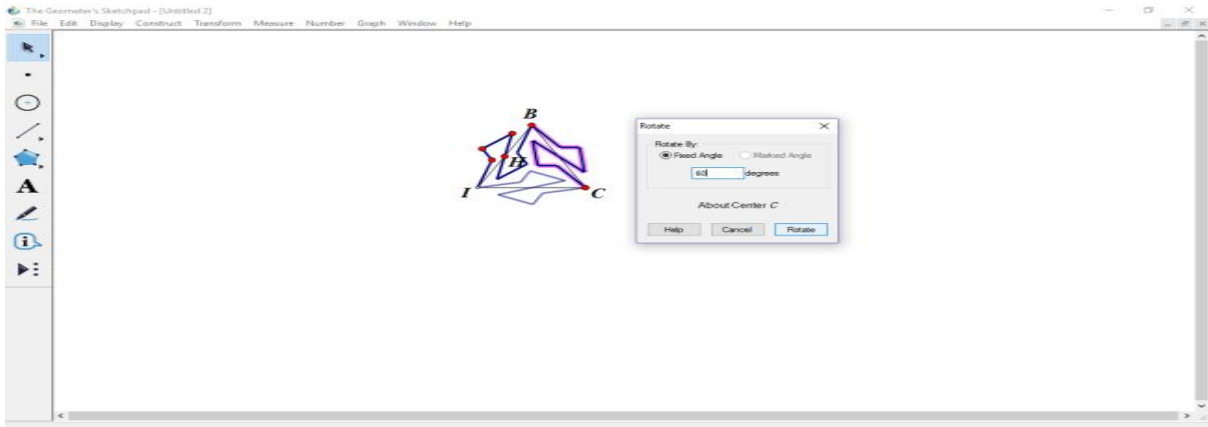 The Geometer's Sketchpad - [Untitled 2]
File Edit Display Construct Transform Measure Number Graph Window Help
A
B
H
I
C
Rotate
Rotate By:
Fixed Angle Marked Angle
60 degrees
About Center C
Help Cancel Rotate